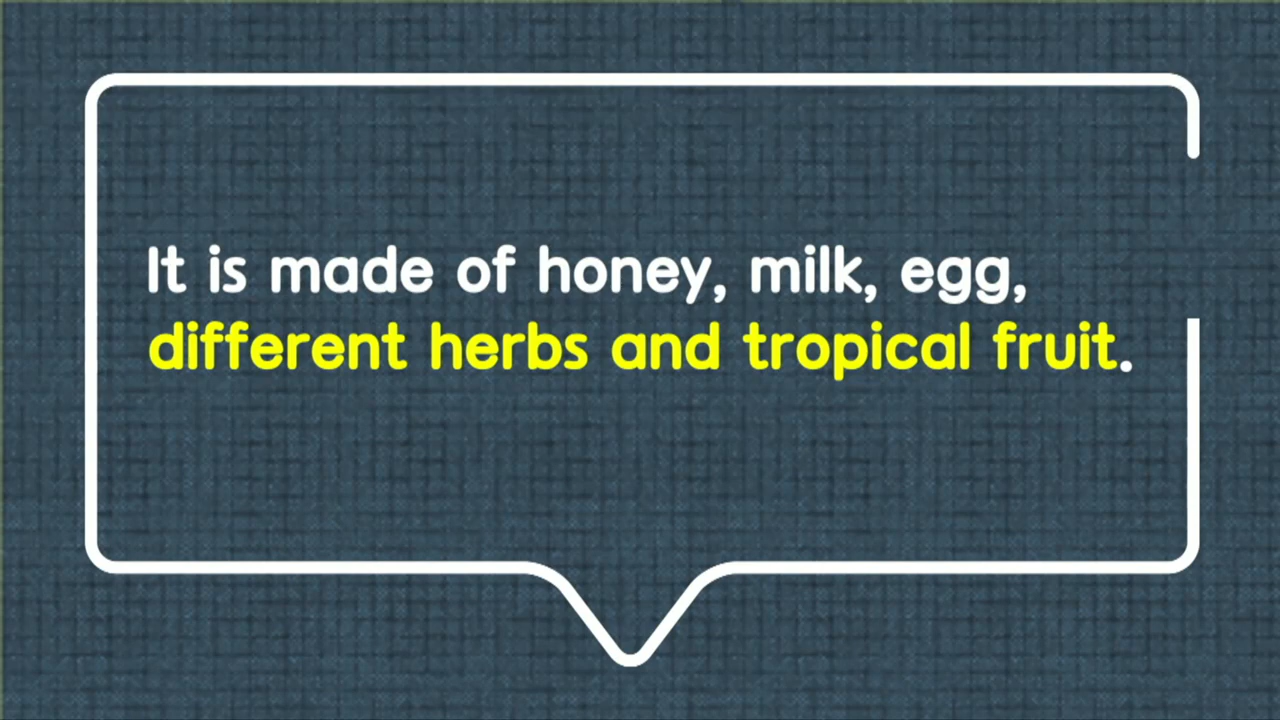 It is made of honey, milk, egg,
different herbs and tropical fruit.